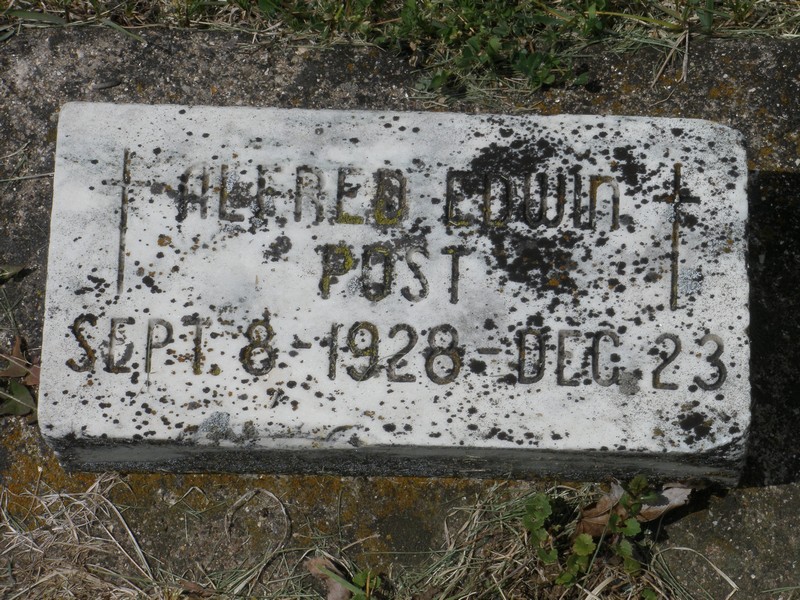 ALFRED EDWIN
POST
SEPT. 8-1928-DEC 23